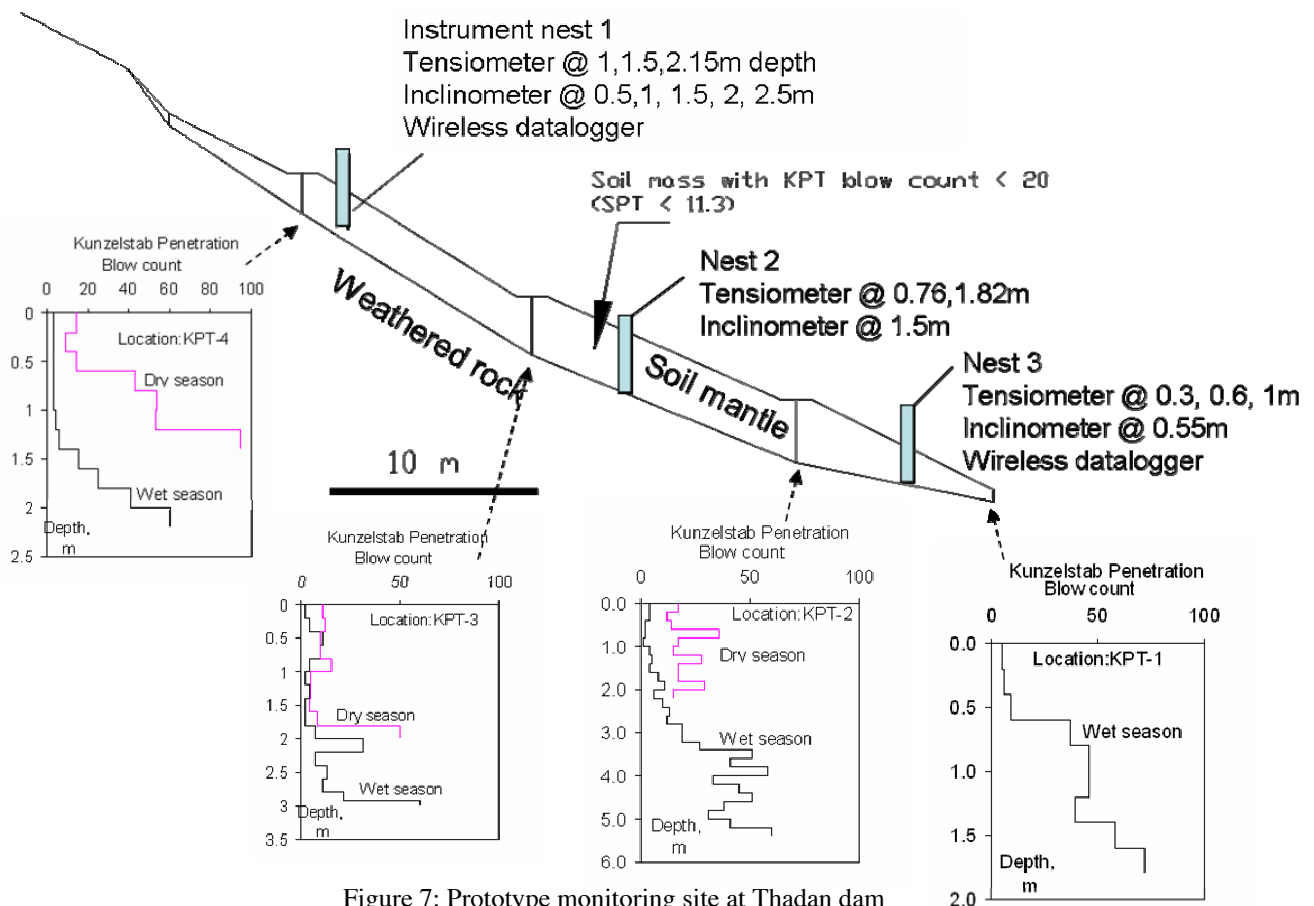 Instrument nest 1
Tensiometer @ 1,1.5,2.15m depth
Inclinometer @ 0.5,1, 1.5, 2, 2.5m
Wireless datalogger
Soil mass with KPT blow count < 20
(SPT < 11.3)
Nest 2
Tensiometer @ 0.76,1.82m
Inclinometer @ 1.5m
Nest 3
Tensiometer @ 0.3, 0.6, 1m
Inclinometer @ 0.55m
Wireless datalogger
Weathered rock
Soil mantle
10 m
Kunzelstab Penetration
Blow count
0 20 40 60 80 100
0
0.5
1
1.5
2
2.5
Location:KPT-4
Dry season
Wet season
Depth,
m
Kunzelstab Penetration
Blow count
0 50 100
0
0.5
1
1.5
2
2.5
3
3.5
Location:KPT-3
Dry season
Wet season
Depth,
m
Kunzelstab Penetration
Blow count
0 50 100
0.0
1.0
2.0
3.0
4.0
5.0
6.0
Location:KPT-2
Dry season
Wet season
Depth,
m
Kunzelstab Penetration
Blow count
0 50 100
0.0
0.5
1.0
1.5
2.0
Location:KPT-1
Wet season
Depth,
m
Figure 7: Prototype monitoring site at Thadan dam